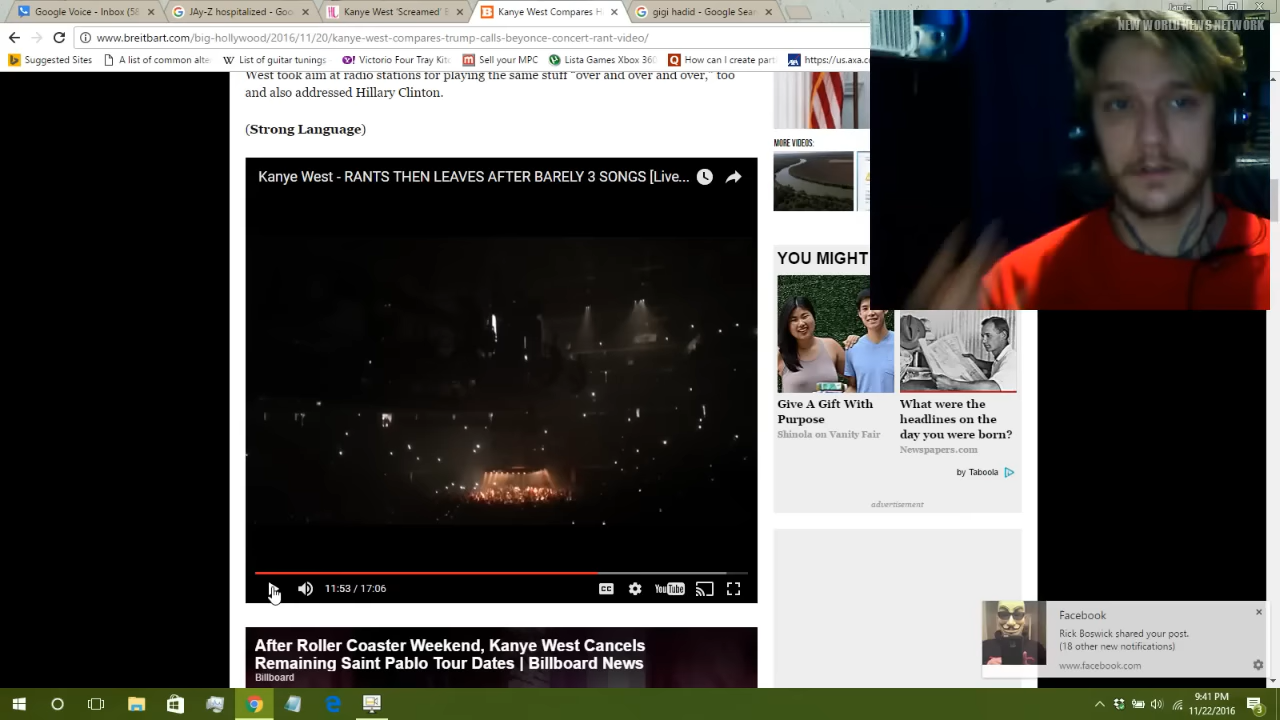 Google Voice - Inbox (58
JAy-Z hospitalized - Goo
Kanye West 'Screamed' B
Kanye West Compares H
gigi hadid - Google Sear
www.breitbart.com/big-hollywood/2016/11/20/kanye-west-compares-trump-calls-beyonce-concert-rant-video/
Suggested Sites
A list of common alte
List of guitar tunings
Victorio Four Tray Kit
Sell your MPC
Lista Games Xbox 360
How can I create part
https://us.axa.c
NEW WORLD NEWS NETWORK
West took aim at radio stations for playing the same stuff "over and over and over," too
and also addressed Hillary Clinton.
(Strong Language)
Kanye West - RANTS THEN LEAVES AFTER BARELY 3 SONGS [Live...
11:53 / 17:06
CC
YouTube
After Roller Coaster Weekend, Kanye West Cancels
Remaining Saint Pablo Tour Dates | Billboard News
Billboa
MORE VIDEOS:
YOU MIGHT
Give A Gift With
Purpose
Shinola on Vanity Fair
What were the
headlines on the
day you were born?
Newspapers.com
by Taboola
advertisement
Facebook
Rick Boswick shared your post.
(18 other new notifications)
www.facebook.com
9:41 PM
11/22/2016